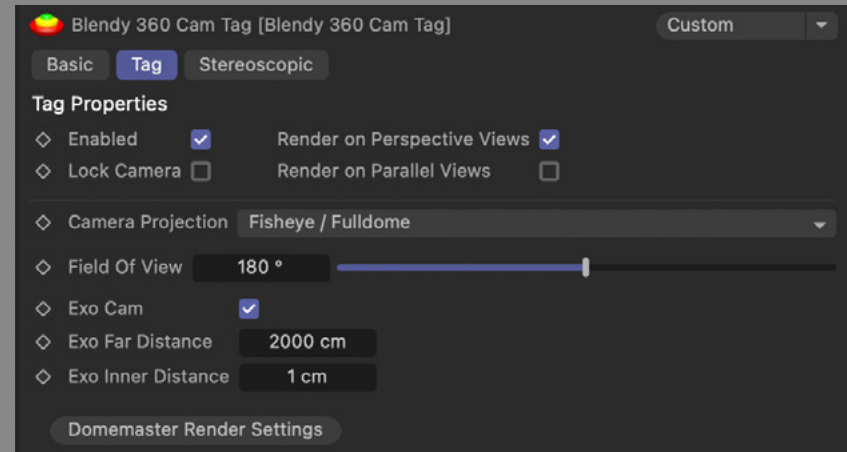 Blendy 360 Cam Tag [Blendy 360 Cam Tag] Custom
Basic Tag Stereoscopic
Tag Properties
Enabled Render on Perspective Views
Lock Camera Render on Parallel Views
Camera Projection Fisheye / Fulldome
Field Of View 180 °
Exo Cam
Exo Far Distance 2000 cm
Exo Inner Distance 1 cm
Domemaster Render Settings